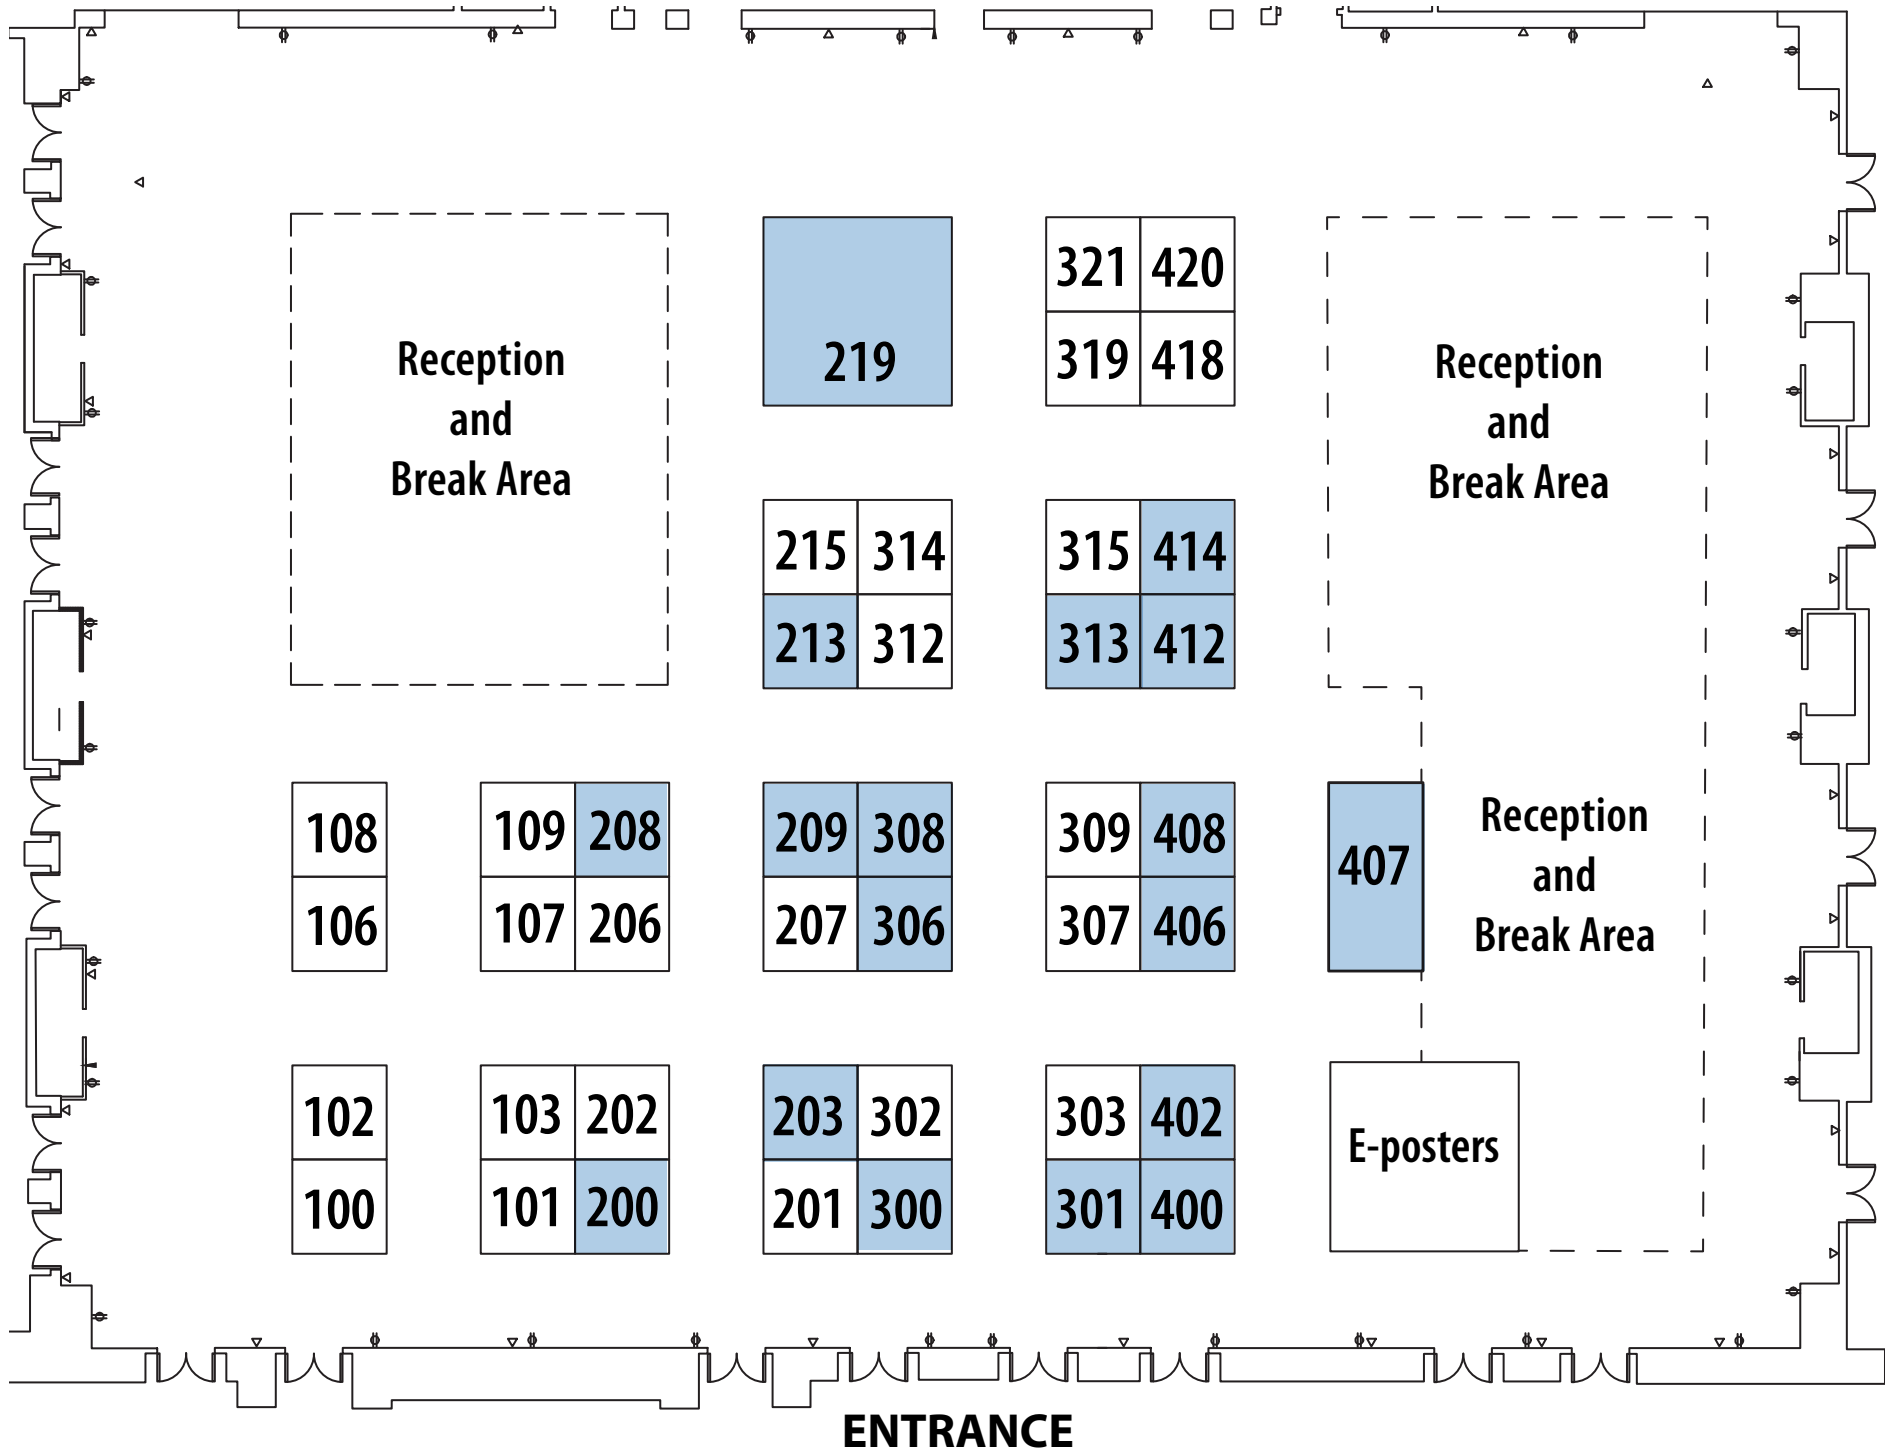 321 420
219 319 418
Reception
and
Break Area
Reception
and
Break Area
215 314 315 414
213 312 313 412
108 109 208 209 308 309 408
407
106 107 206 207 306 307 406
Reception
and
Break Area
102 103 202 203 302 303 402
E-posters
100 101 200 201 300 301 400
ENTRANCE